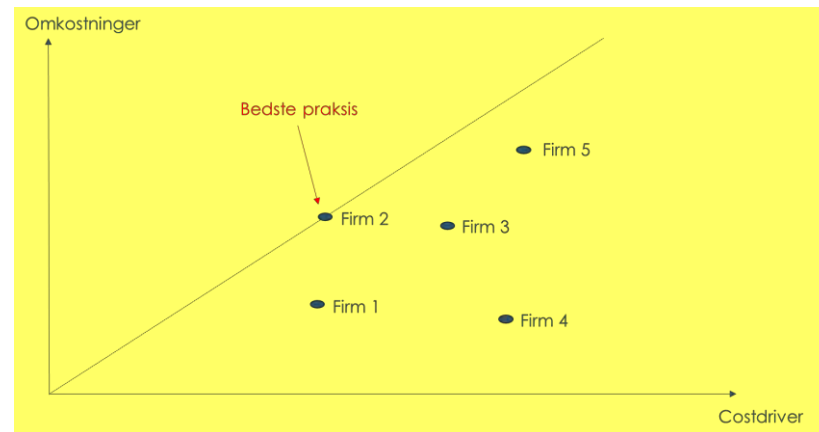 Omkostninger
Bedste praksis
Firm 5
Firm 2
Firm 3
Firm 1
Firm 4
Costdriver